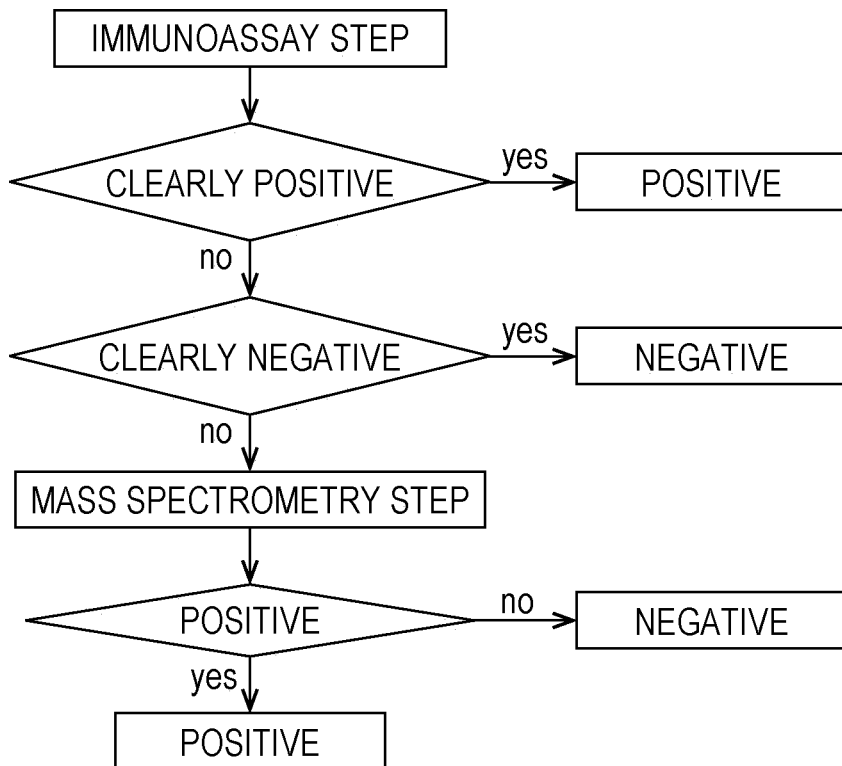 IMMUNOASSAY STEP
CLEARLY POSITIVE
yes
POSITIVE
no
CLEARLY NEGATIVE
yes
NEGATIVE
no
MASS SPECTROMETRY STEP
POSITIVE
no
NEGATIVE
yes
POSITIVE